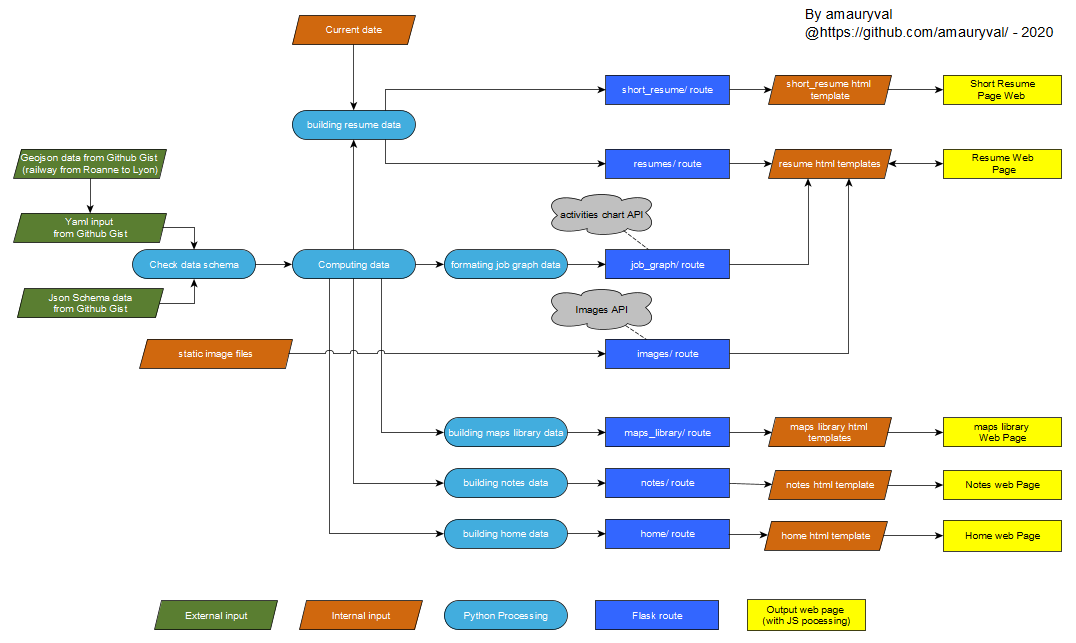 By amauryval
@https://github.com/amauryval/ - 2020
Current date
short_resume/ route
short_resume html
template
Short Resume
Page Web
building resume data
Geojson data from Github Gist
(railway from Roanne to Lyon)
resumes/ route
resume html templates
Resume Web
Page
activities chart API
Yaml input
from Github Gist
Check data schema
Computing data
formating job graph data
job_graph/ route
Json Schema data
from Github Gist
Images API
static image files
images/ route
building maps library data
maps_library/ route
maps library html
templates
maps library
Web Page
building notes data
notes/ route
notes html template
Notes web Page
building home data
home/ route
home html template
Home web Page
External input
Internal input
Python Processing
Flask route
Output web page
(with JS pocessing)